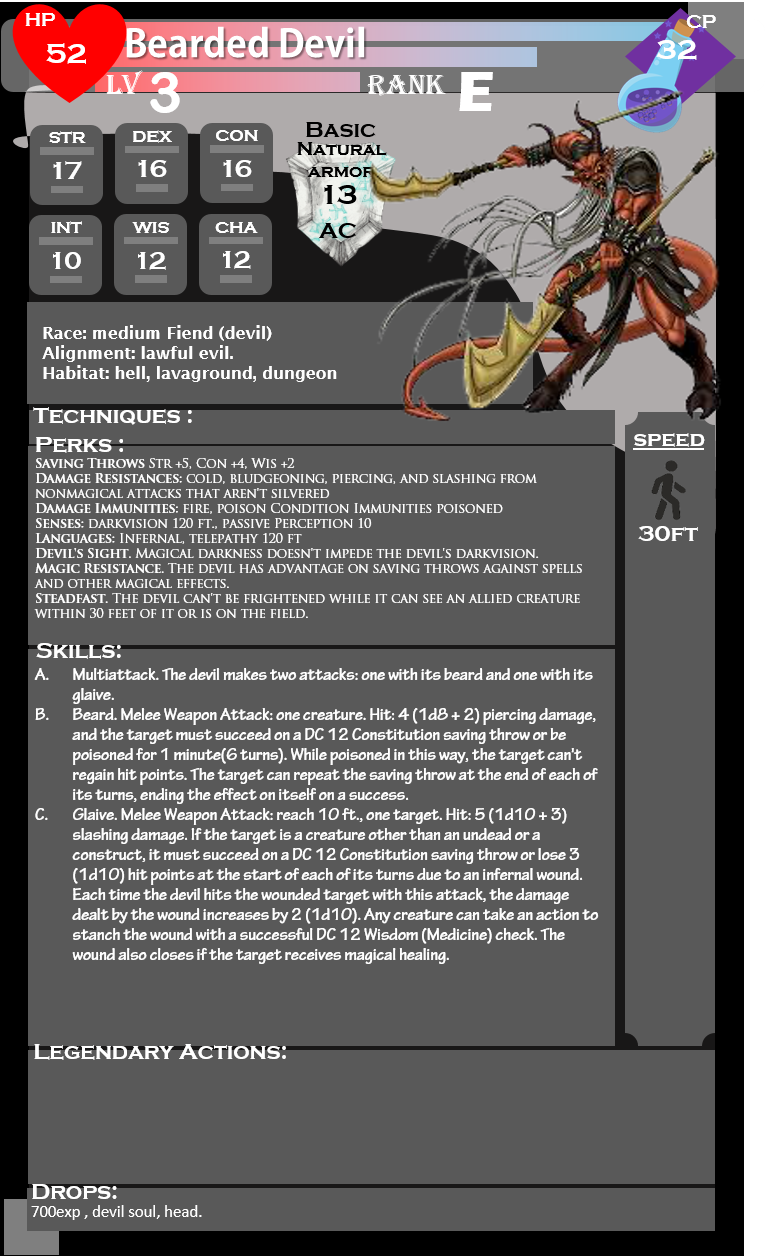 HP
52
Bearded Devil
CP
32
LV 3
RANK E
STR
17
DEX
16
CON
16
INT
10
WIS
12
CHA
12
Basic
Natural
armor
13
AC
Race: medium Fiend (devil)
Alignment: lawful evil.
Habitat: hell, lavaground, dungeon
Techniques :
Perks :
Saving Throws Str +5, Con +4, Wis +2
Damage Resistances: cold, bludgeoning, piercing, and slashing from
nonmagical attacks that aren't silvered
Damage Immunities: fire, poison Condition Immunities poisoned
Senses: darkvision 120 ft., passive Perception 10
Languages: Infernal, telepathy 120 ft
Devil's Sight. Magical darkness doesn't impede the devil's darkvision.
Magic Resistance. The devil has advantage on saving throws against spells
and other magical effects.
Steadfast. The devil can't be frightened while it can see an allied creature
within 30 feet of it or is on the field.
SPEED
30FT
Skills:
A. Multiattack. The devil makes two attacks: one with its beard and one with its
glaive.
B. Beard. Melee Weapon Attack: one creature. Hit: 4 (1d8 + 2) piercing damage,
and the target must succeed on a DC 12 Constitution saving throw or be
poisoned for 1 minute(6 turns). While poisoned in this way, the target can't
regain hit points. The target can repeat the saving throw at the end of each of
its turns, ending the effect on itself on a success.
C. Glaive. Melee Weapon Attack: reach 10 ft., one target. Hit: 5 (1d10 + 3)
slashing damage. If the target is a creature other than an undead or a
construct, it must succeed on a DC 12 Constitution saving throw or lose 3
(1d10) hit points at the start of each of its turns due to an infernal wound.
Each time the devil hits the wounded target with this attack, the damage
dealt by the wound increases by 2 (1d10). Any creature can take an action to
stanch the wound with a successful DC 12 Wisdom (Medicine) check. The
wound also closes if the target receives magical healing.
Legendary Actions:
Drops:
700exp , devil soul, head.